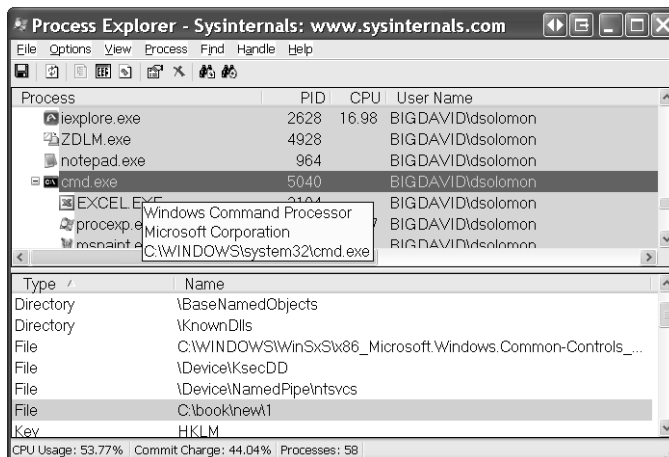 Process Explorer - Sysinternals: www.sysinternals.com
File Options View Process Find Handle Help
Process PID CPU User Name
iexplore.exe 2628 16.98 BIGDAVID\dsolomon
ZDLM.exe 4928 BIGDAVID\dsolomon
notepad.exe 964 BIGDAVID\dsolomon
cmd.exe 5040 BIGDAVID\dsolomon
EXCEL.EXE BIGDAVID\dsolomon
BIGDAVID\dsolomon
BIGDAVID\dsolomon
Windows Command Processor
Microsoft Corporation
C:\WINDOWS\system32\cmd.exe
Type Name
Directory \BaseNamedObjects
Directory \KnownDlls
File C:\WINDOWS\WinSxS\x86_Microsoft.Windows.Common-Controls_...
File \Device\KsecDD
File \Device\NamedPipe\ntsvcs
File C:\book\new\1
Key HKLM
CPU Usage: 53.77% Commit Charge: 44.04% Processes: 58